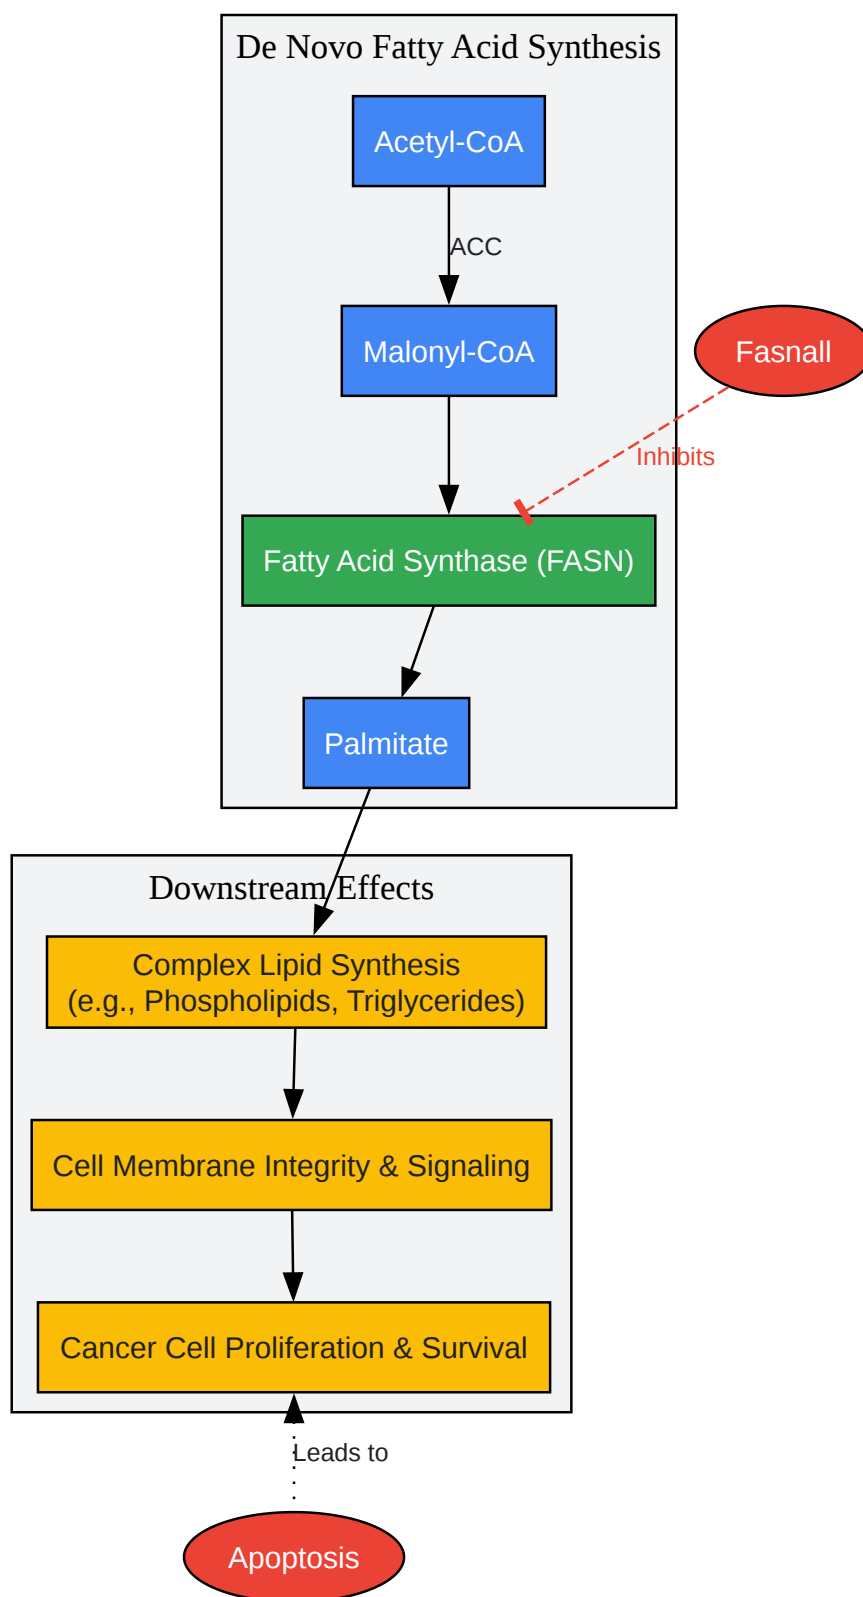 De Novo Fatty Acid Synthesis
Acetyl-CoA
ACC
Malonyl-CoA
Fasnall
Inhibits
Fatty Acid Synthase (FASN)
Palmitate
Downstream Effects
Complex Lipid Synthesis
(e.g., Phospholipids, Triglycerides)
Cell Membrane Integrity & Signaling
Cancer Cell Proliferation & Survival
Leads to
Apoptosis